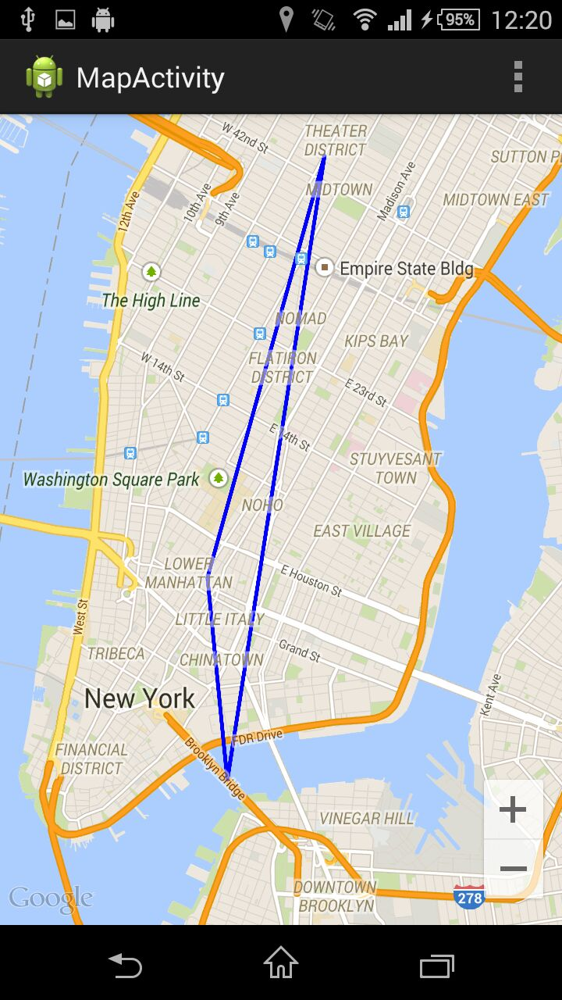 95% 12:20
MapActivity
W 42nd St
THEATER
DISTRICT
SUTTON P
MIDTOWN
Madison Ave
MIDTOWN EAST
12th Ave
10th Ave
9th Ave
Empire State Bldg
The High Line
NOMAD
KIPS BAY
FLATIRON
DISTRICT
W 14th St
E 23rd St
E 14th St
STUYVESANT
TOWN
Washington Square Park
NOHO
EAST VILLAGE
LOWER
MANHATTAN
E Houston St
West St
LITTLE ITALY
TRIBECA
CHINATOWN
Grand St
Kent Ave
New York
FDR Drive
FINANCIAL
DISTRICT
Brooklyn Bridge
VINEGAR HILL
DOWNTOWN
BROOKLYN
278
Google